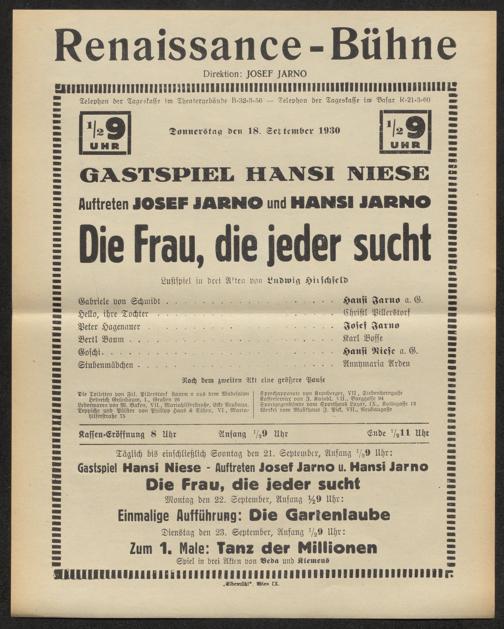 Renaissance-Bühne
Direktion: JOSEF JARNO
Telephon der Tageskasse im Theatergebäude B-32-3-56 — Telephon der Tageskasse im Basar R-21-3-60
1/2 9 UHR
Donnerstag den 18. September 1930
1/2 9 UHR
GASTSPIEL HANSI NIESE
Auftreten JOSEF JARNO und HANSI JARNO
Die Frau, die jeder sucht
Lustspiel in drei Akten von Ludwig Hirschfeld
Gabriele von Schmidt . . . Hansi Jarno a. G.
Helly, ihre Tochter . . . Christl Pillerstorf
Peter Hagenauer . . . Josef Jarno
Bertl Baum . . . Karl Bosse
Goschi . . . Hansi Niese a. G.
Stubenmädchen . . . Annymaria Arden
Nach dem zweiten Akt eine größere Pause
Kassen-Eröffnung 8 Uhr Anfang 1/2 9 Uhr Ende 1/2 11 Uhr
Täglich bis einschließlich Sonntag den 21. September, Anfang 1/2 9 Uhr:
Gastspiel Hansi Niese - Auftreten Josef Jarno u. Hansi Jarno
Die Frau, die jeder sucht
Montag den 22. September, Anfang ½9 Uhr:
Einmalige Aufführung: Die Gartenlaube
Dienstag den 23. September, Anfang 1/2 9 Uhr:
Zum 1. Male: Tanz der Millionen
Spiel in drei Akten von Beda und Klemens
„Elbemühl“, Wien IX.